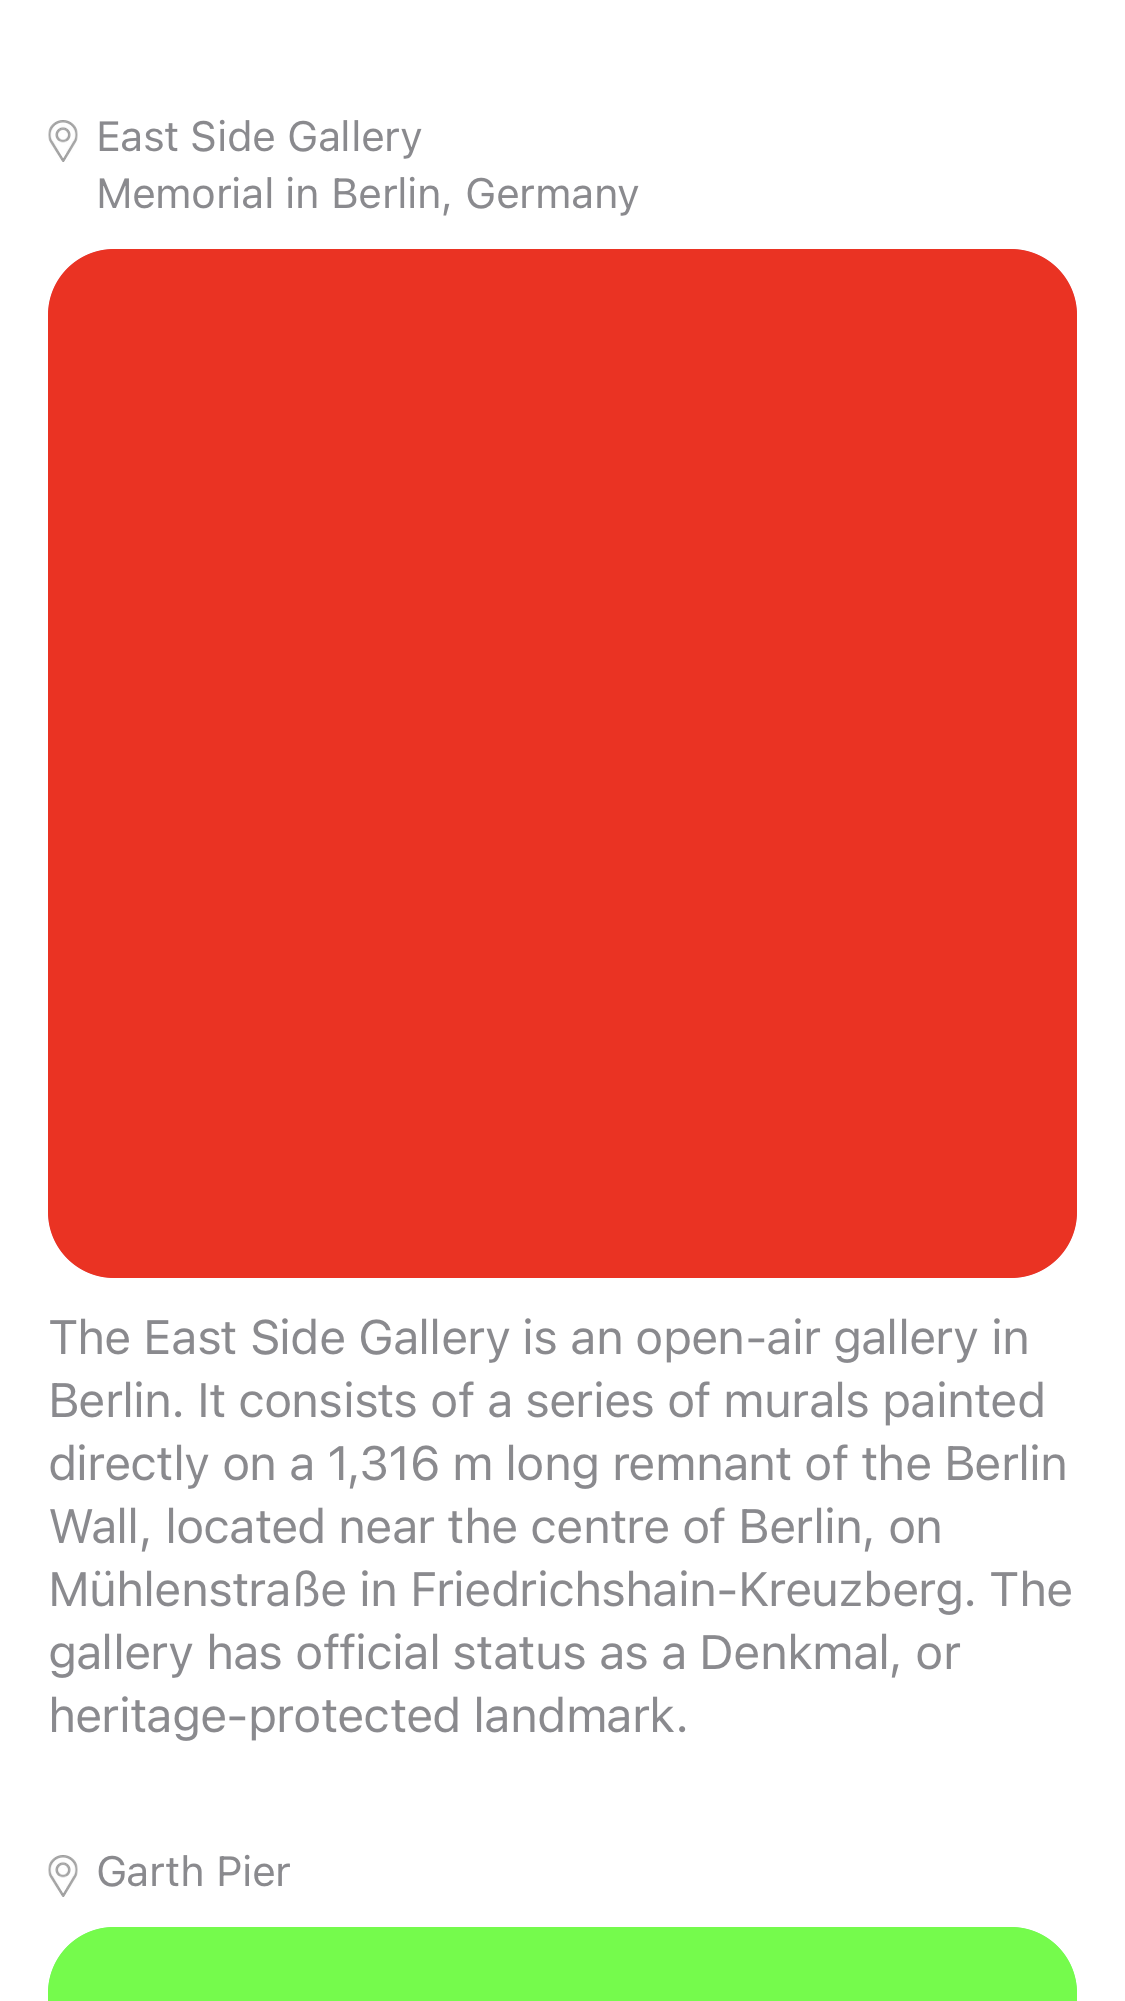 East Side Gallery
Memorial in Berlin, Germany
The East Side Gallery is an open-air gallery in
Berlin. It consists of a series of murals painted
directly on a 1,316 m long remnant of the Berlin
Wall, located near the centre of Berlin, on
Mühlenstraße in Friedrichshain-Kreuzberg. The
gallery has official status as a Denkmal, or
heritage-protected landmark.
Garth Pier